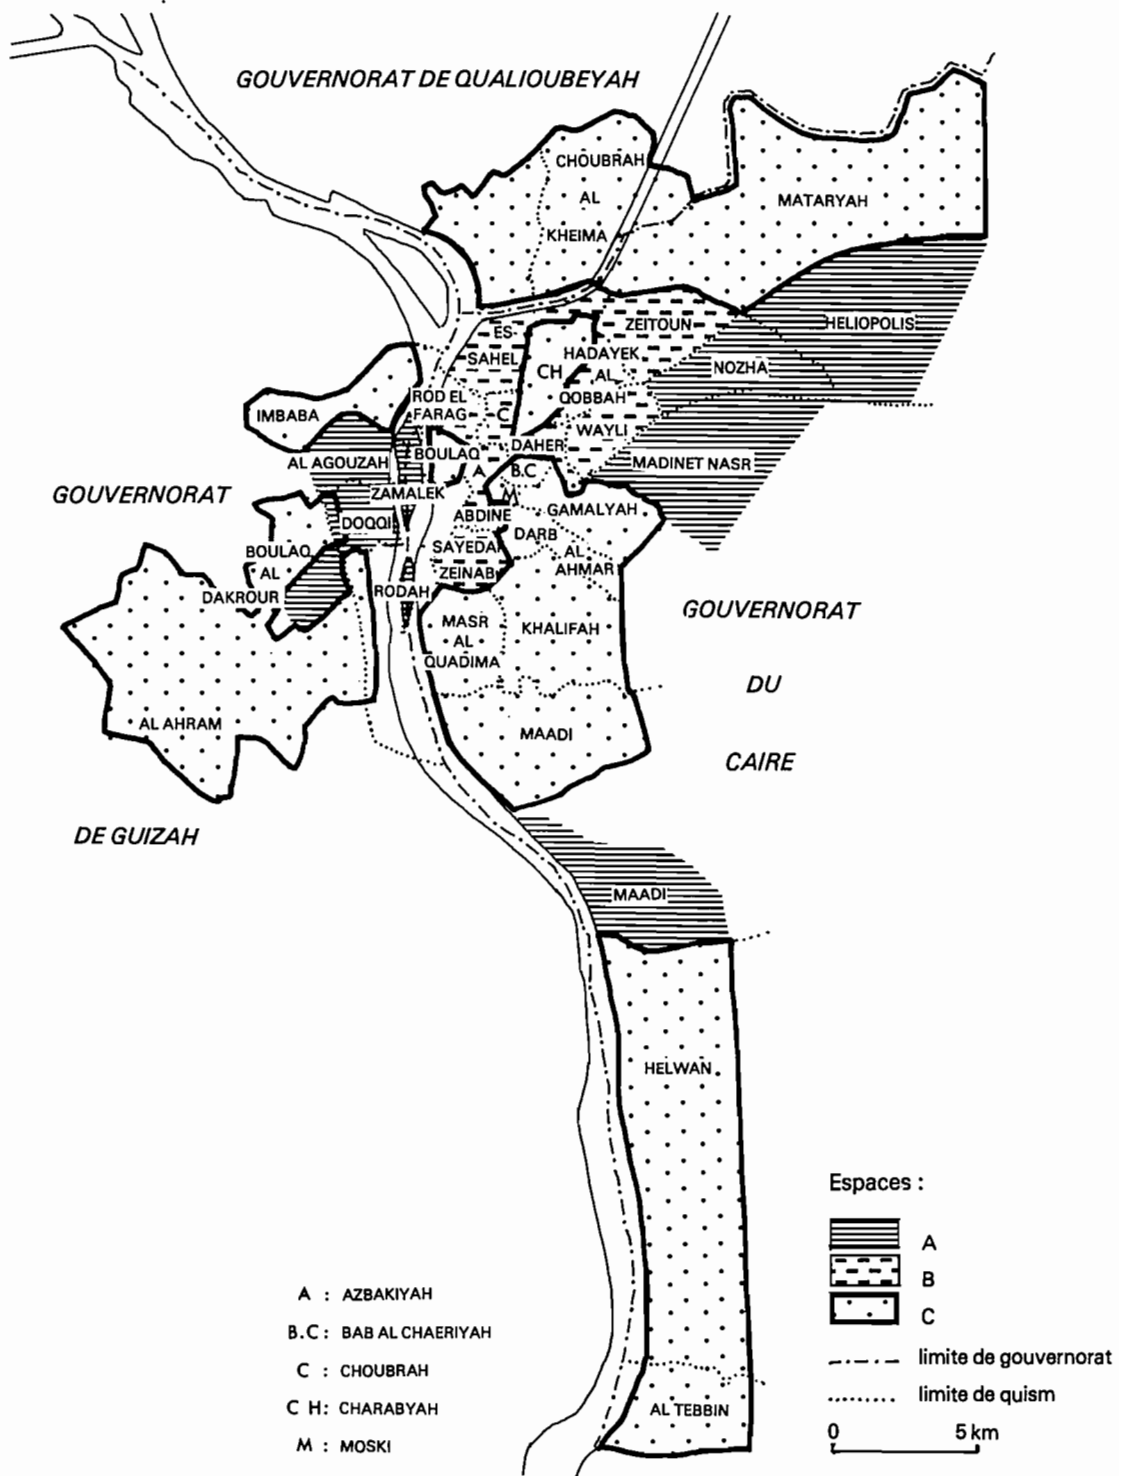 GOUVERNORAT DE QUALIOUBEYAH
CHOUBRAH
AL
KHEIMA
MATARYAH
ES-
SAHEL
ZEITOUN
HELIOPOLIS
CH
HADAYEK
AL
QOBBAH
NOZHA
IMBABA
ROD EL
FARAG
C
WAYLI
DAHER
BOULAQ
A
B.C
MADINET NASR
AL AGOUZAH
ZAMALEK
M
GAMALYAH
GOUVERNORAT
DOQQI
ABDINE
DARB
AL
AHMAR
SAYEDA
ZEINAB
BOULAQ
AL
DAKROUR
RODAH
GOUVERNORAT
DU
CAIRE
MASR
AL
QUADIMA
KHALIFAH
AL AHRAM
MAADI
DE GUIZAH
MAADI
HELWAN
AL TEBBIN
A : AZBAKIYAH
B.C : BAB AL CHAERIYAH
C : CHOUBRAH
C H : CHARABYAH
M : MOSKI
Espaces :
A
B
C
limite de gouvernorat
limite de quism
0 5 km